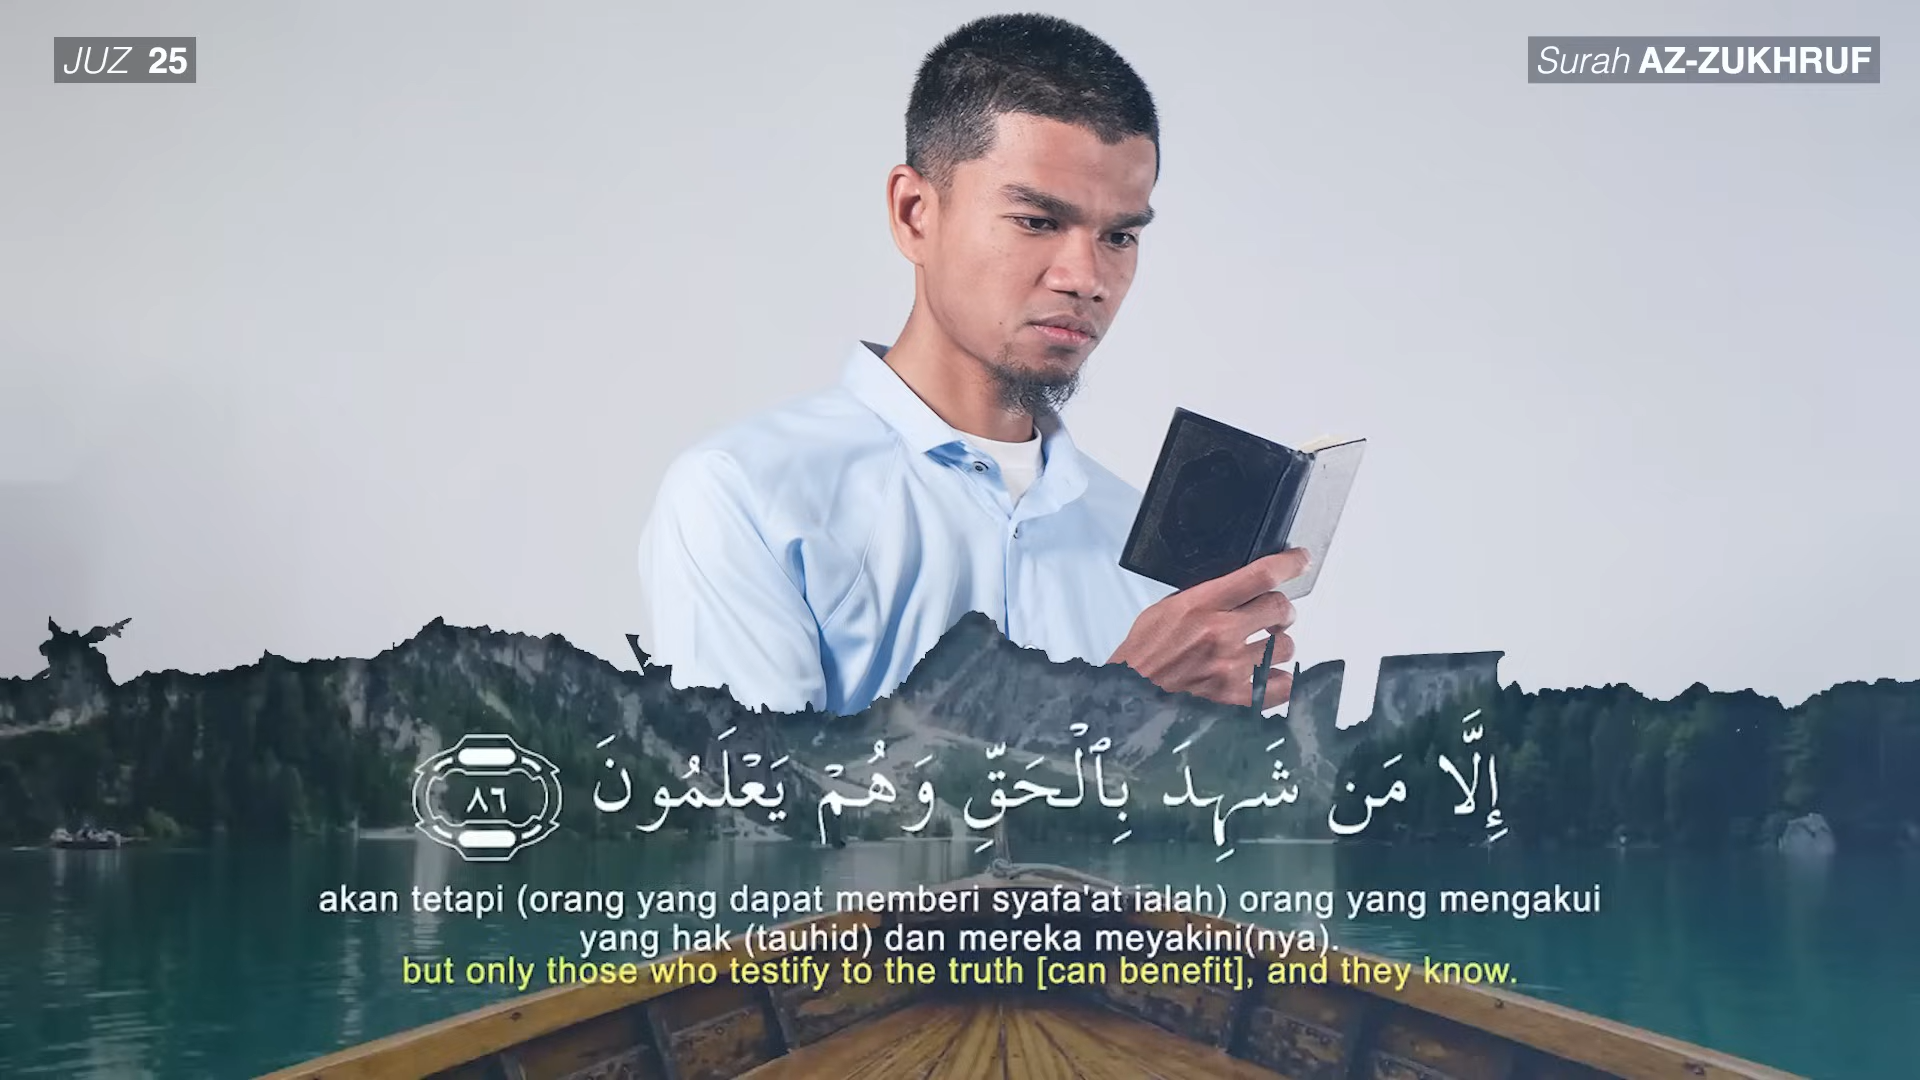 JUZ 25
Surah AZ-ZUKHRUF
إِلَّا مَن شَهِدَ بِٱلْحَقِّ وَهُمْ يَعْلَمُونَ ٨٦
akan tetapi (orang yang dapat memberi syafa'at ialah) orang yang mengakui
yang hak (tauhid) dan mereka meyakini(nya).
but only those who testify to the truth [can benefit], and they know.